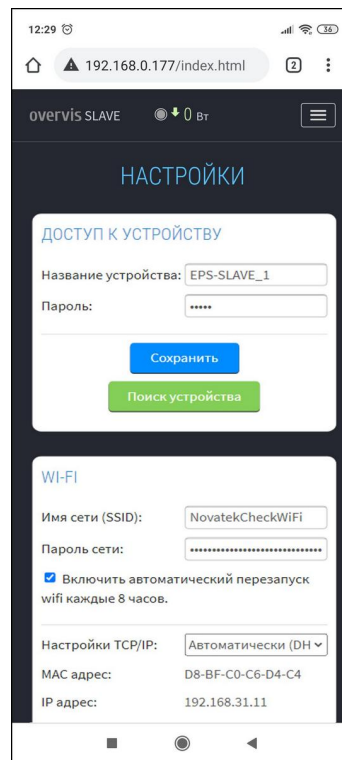 12:29
36
192.168.0.177/index.html
2
overvis SLAVE
0 Вт
НАСТРОЙКИ
ДОСТУП К УСТРОЙСТВУ
Название устройства: EPS-SLAVE_1
Пароль: •••••
Сохранить
Поиск устройства
WI-FI
Имя сети (SSID): NovatekCheckWiFi
Пароль сети: ••••••••••••••••••••••••••••••
Включить автоматический перезапуск
wifi каждые 8 часов.
Настройки TCP/IP: Автоматически (DH
MAC адрес: D8-BF-C0-C6-D4-C4
IP адрес: 192.168.31.11